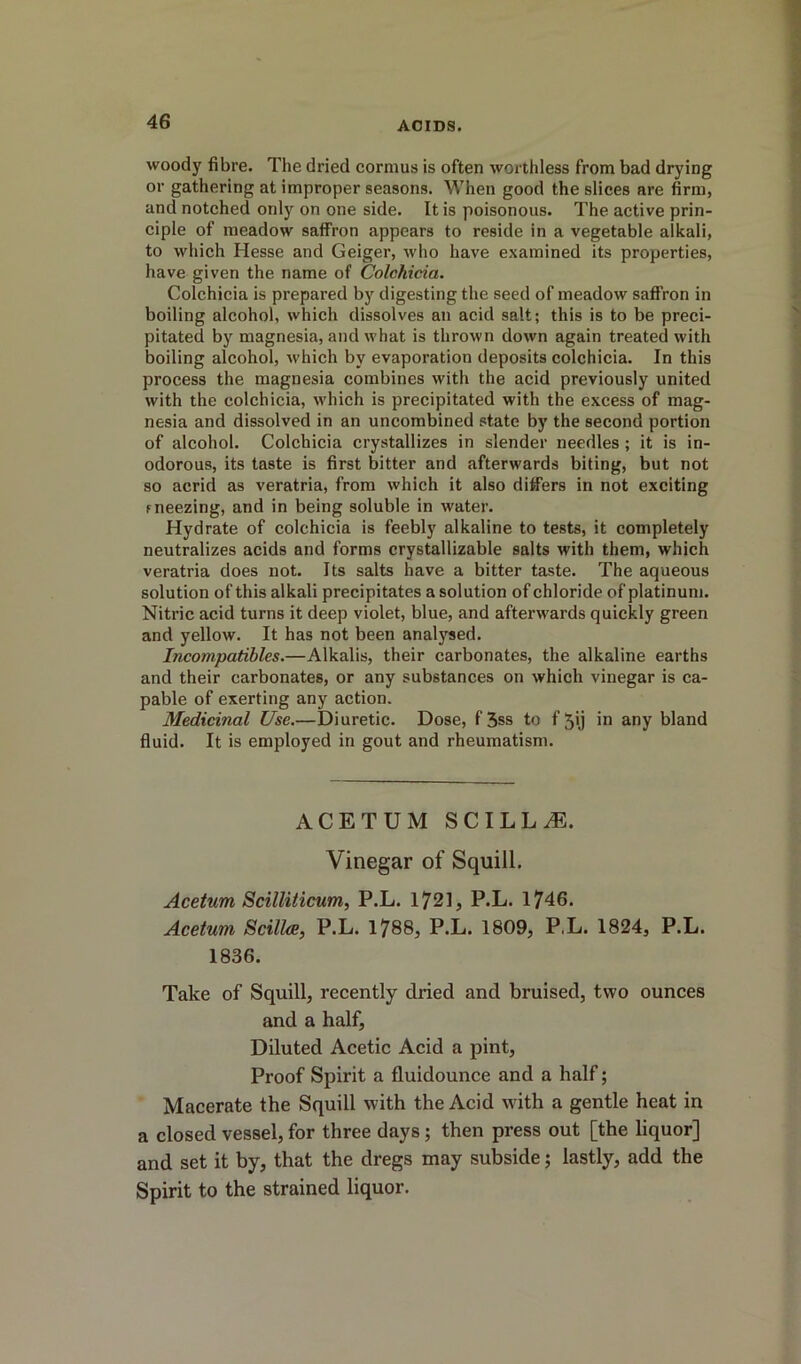 46
ACIDS.
woody fibre. The dried cormus is often worthless from bad drying
or gathering at improper seasons. When good the slices are firm,
and notched only on one side. It is poisonous. The active prin-
ciple of meadow saffron appears to reside in a vegetable alkali,
to which Hesse and Geiger, who have examined its properties,
have given the name of Colchicia.
Colchicia is prepared by digesting the seed of meadow saffron in
boiling alcohol, which dissolves an acid salt; this is to be preci-
pitated by magnesia, and what is thrown down again treated with
boiling alcohol, which by evaporation deposits colchicia. In this
process the magnesia combines with the acid previously united
with the colchicia, which is precipitated with the excess of mag-
nesia and dissolved in an uncombined state by the second portion
of alcohol. Colchicia crystallizes in slender needles; it is in-
odorous, its taste is first bitter and afterwards biting, but not
so acrid as veratria, from which it also differs in not exciting
sneezing, and in being soluble in water.
Hydrate of colchicia is feebly alkaline to tests, it completely
neutralizes acids and forms crystallizable salts with them, which
veratria does not. Its salts have a bitter taste. The aqueous
solution of this alkali precipitates a solution of chloride of platinum.
Nitric acid turns it deep violet, blue, and afterwards quickly green
and yellow. It has not been analysed.
Incompatibles.—Alkalis, their carbonates, the alkaline earths
and their carbonates, or any substances on which vinegar is ca-
pable of exerting any action.
Medicinal Use.—Diuretic. Dose, f ʒss to f ʒij in any bland
fluid. It is employed in gout and rheumatism.
ACETUM SCILLÆ.
Vinegar of Squill.
Acetum Scilliticum, P.L. 1721, P.L. 1746.
Acetum Scillæ, P.L. 1788, P.L. 1809, P.L. 1824, P.L.
1836.
Take of Squill, recently dried and bruised, two ounces
and a half,
Diluted Acetic Acid a pint,
Proof Spirit a fluidounce and a half;
Macerate the Squill with the Acid with a gentle heat in
a closed vessel, for three days; then press out [the liquor]
and set it by, that the dregs may subside; lastly, add the
Spirit to the strained liquor.